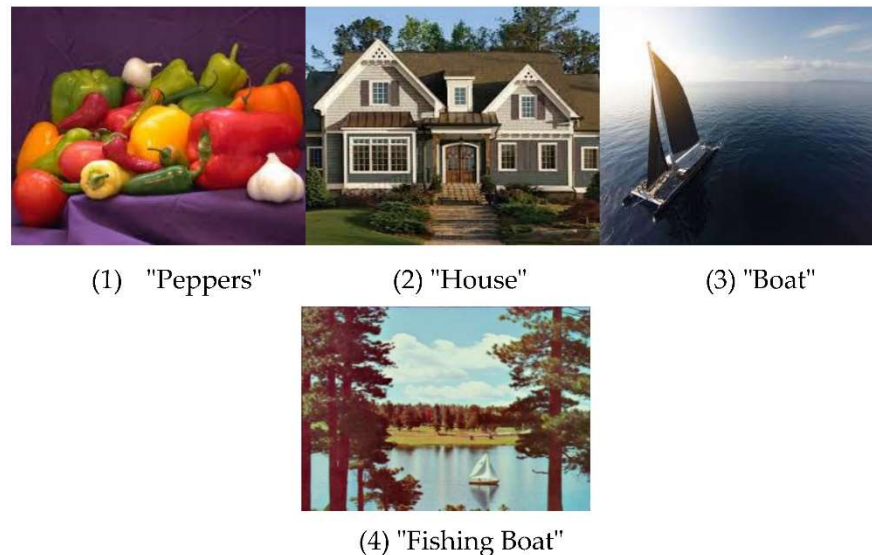 (1) "Peppers"
(2) "House"
(3) "Boat"
(4) "Fishing Boat"